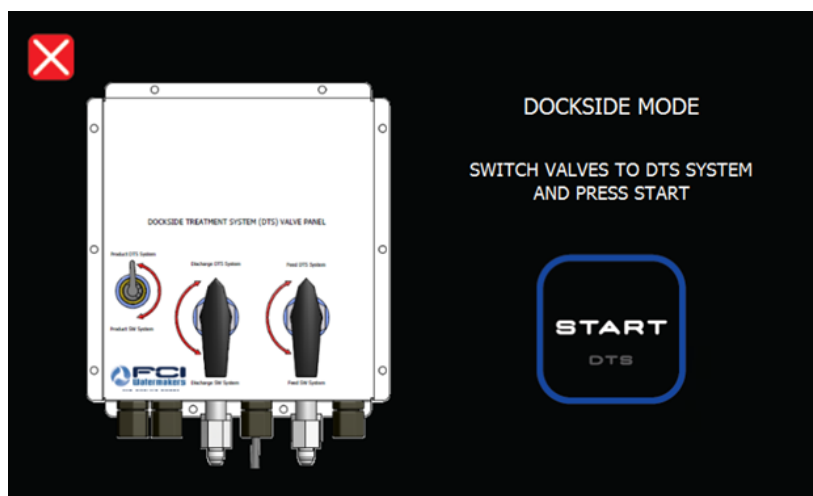 DOCKSIDE MODE
SWITCH VALVES TO DTS SYSTEM
AND PRESS START
DOCKSIDE TREATMENT SYSTEM (DTS) VALVE PANEL
Product DTS System
Discharge DTS System
Feed DTS System
Product SW System
Discharge SW System
Feed SW System
FCI
Watermakers
START
DTS